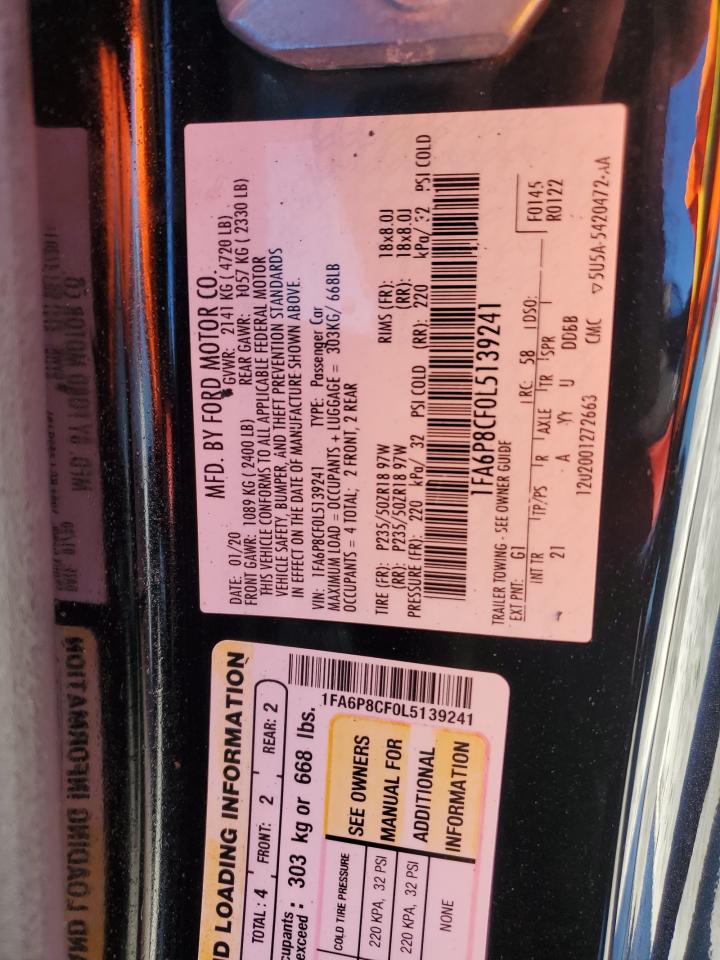 MFD. BY FORD MOTOR CO.
DATE: 01/20 GVWR: 2141 KG ( 4720 LB)
FRONT GAWR: 1089 KG ( 2400 LB) REAR GAWR: 1057 KG ( 2330 LB)
THIS VEHICLE CONFORMS TO ALL APPLICABLE FEDERAL MOTOR
VEHICLE SAFETY, BUMPER, AND THEFT PREVENTION STANDARDS
IN EFFECT ON THE DATE OF MANUFACTURE SHOWN ABOVE.
VIN: 1FA6P8CF0L5139241 TYPE: Passenger Car
MAXIMUM LOAD = OCCUPANTS + LUGGAGE = 303KG/ 668LB
OCCUPANTS = 4 TOTAL: 2 FRONT, 2 REAR
TIRE (FR): P235/50ZR18 97W RIMS (FR): 18x8.0J
(RR): P235/50ZR18 97W (RR): 18x8.0J
PRESSURE (FR): 220 kPa/ 32 PSI COLD (RR): 220 kPa/ 32 PSI COLD
1FA6P8CF0L5139241
TRAILER TOWING - SEE OWNER GUIDE
EXT PNT: G1 RC: 58 DSO: F0145
R0122
INT TR TP/PS R AXLE TR SPR
21 A YY U DD6B
12U2001272663
CMC 5U5A-5420472-AA
ND LOADING INFORMATION
TOTAL: 4 FRONT: 2 REAR: 2
cupants
exceed: 303 kg or 668 lbs.
1FA6P8CF0L5139241
COLD TIRE PRESSURE
220 KPA, 32 PSI
220 KPA, 32 PSI
NONE
SEE OWNERS
MANUAL FOR
ADDITIONAL
INFORMATION